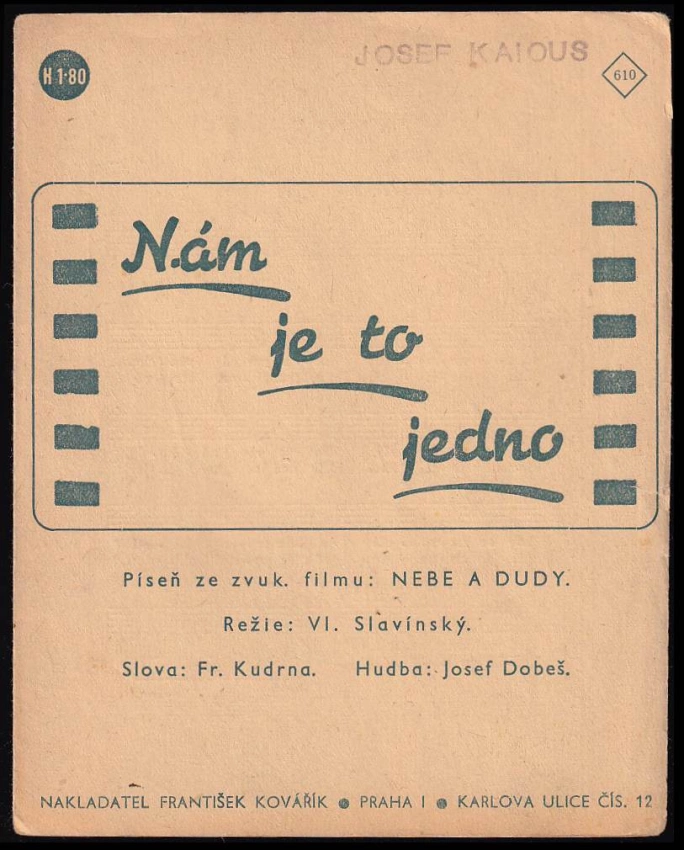 JOSEF KAIOUS
H 1·80
610
Nám
je to
jedno
Píseň ze zvuk. filmu: NEBE A DUDY.
Režie: Vl. Slavínský.
Slova: Fr. Kudrna. Hudba: Josef Dobeš.
NAKLADATEL FRANTIŠEK KOVÁŘÍK ● PRAHA I ● KARLOVA ULICE ČÍS. 12